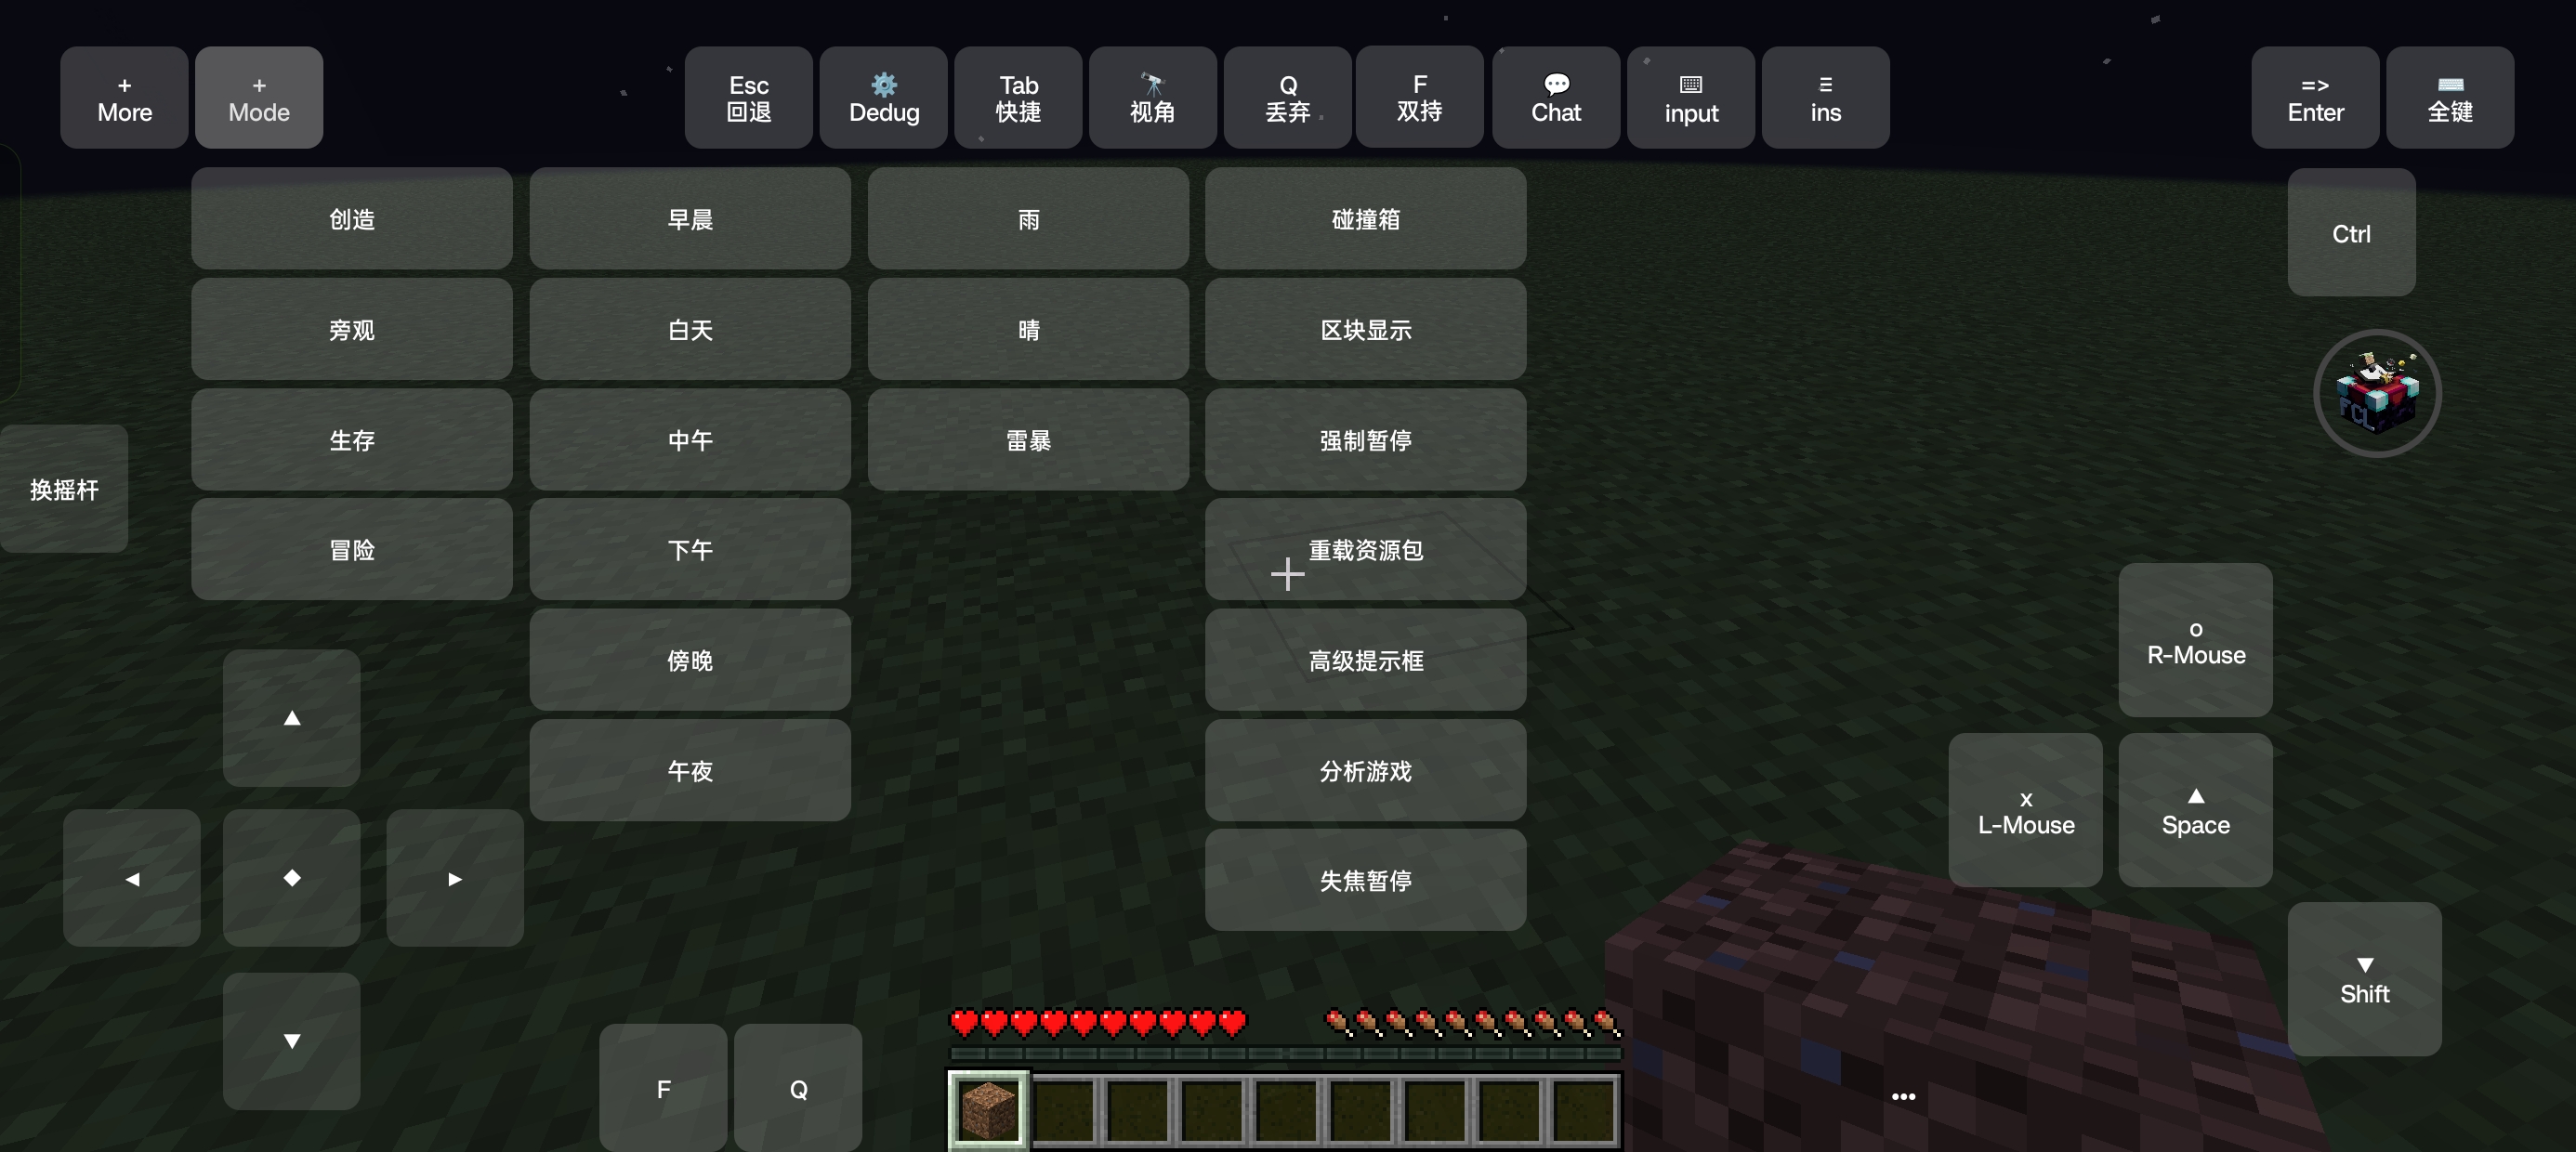 +
More
+
Mode
Esc
回退
Dedug
Tab
快捷
视角
Q
丢弃
F
双持
Chat
input
ins
=>
Enter
全键
创造
早晨
雨
碰撞箱
Ctrl
旁观
白天
晴
区块显示
FCL
生存
中午
雷暴
强制暂停
换摇杆
冒险
下午
重载资源包
傍晚
高级提示框
o
R-Mouse
午夜
分析游戏
x
L-Mouse
▲
Space
▲
◀
◆
▶
失焦暂停
▼
Shift
▼
F
Q
•••